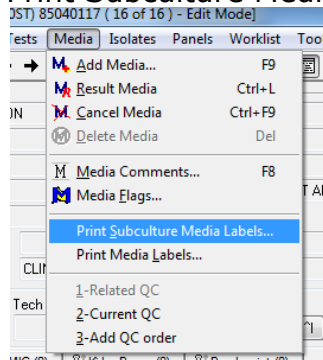 Print Subculture Media
OST) 85040117 ( 16 of 16 ) - Edit Mode]
Tests Media Isolates Panels Worklist Tool
Add Media... F9
Result Media Ctrl+L
Cancel Media Ctrl+F9
Delete Media Del
Media Comments... F8
Media Flags...
Print Subculture Media Labels...
Print Media Labels...
1-Related QC
2-Current QC
3-Add QC order
ON
T A
CLI
Tech